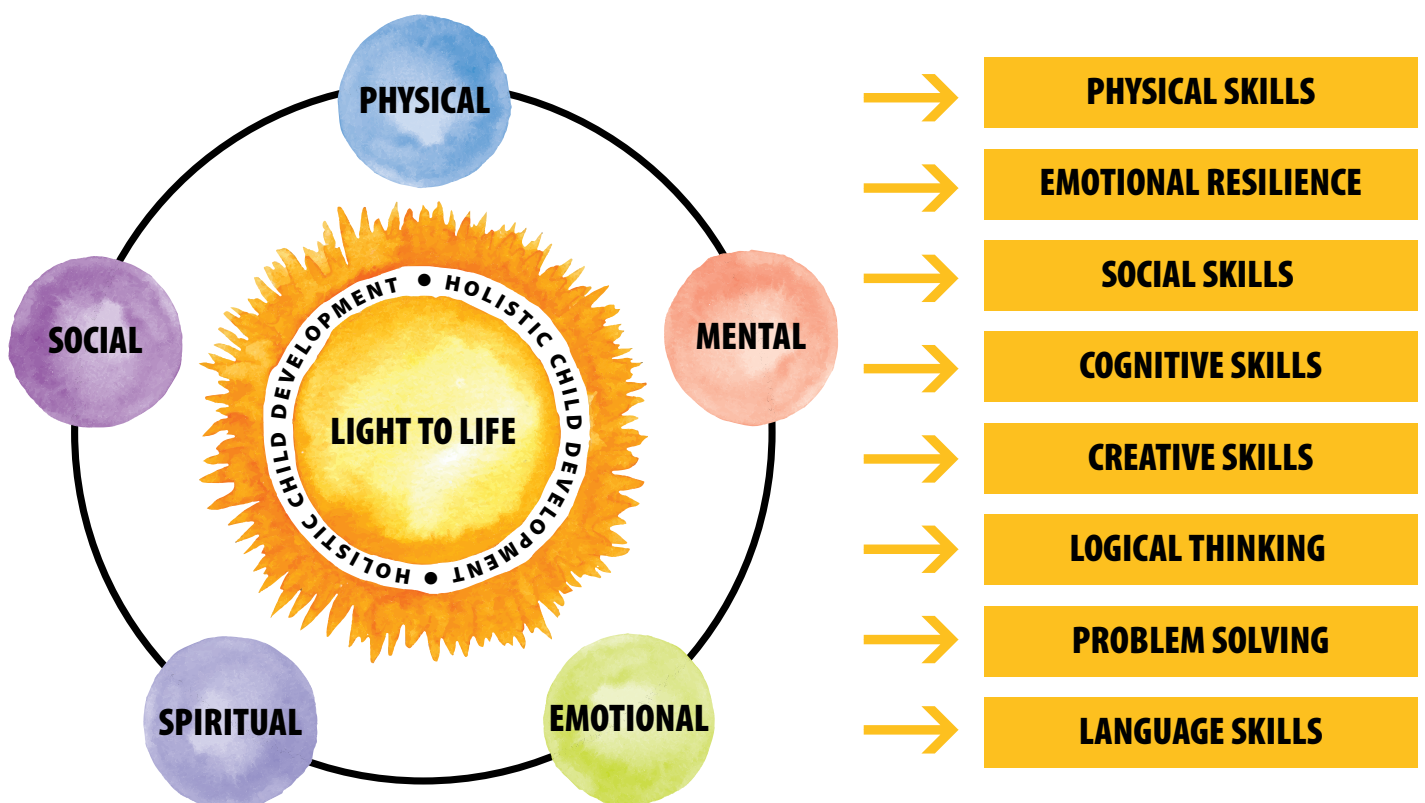 PHYSICAL
MENTAL
EMOTIONAL
SPIRITUAL
SOCIAL
HOLISTIC CHILD DEVELOPMENT • HOLISTIC CHILD DEVELOPMENT •
LIGHT TO LIFE
PHYSICAL SKILLS
EMOTIONAL RESILIENCE
SOCIAL SKILLS
COGNITIVE SKILLS
CREATIVE SKILLS
LOGICAL THINKING
PROBLEM SOLVING
LANGUAGE SKILLS